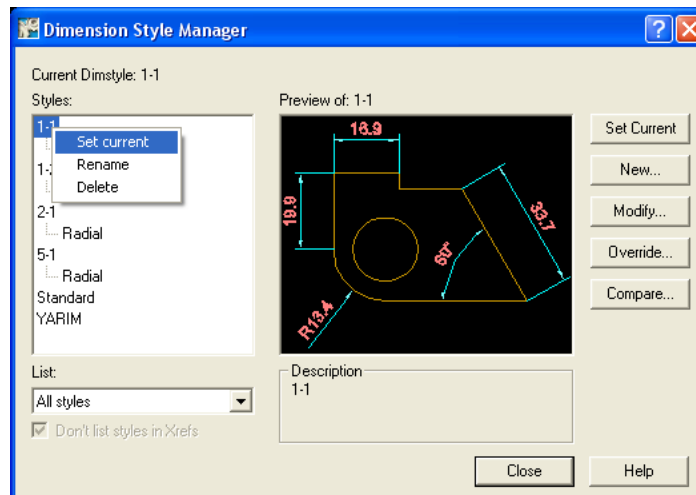 Dimension Style Manager
Current Dimstyle: 1-1
Styles:
1-1
Set current
Rename
Delete
2-1
Radial
5-1
Radial
Standard
YARIM
List:
All styles
Don't list styles in Xrefs
Preview of: 1-1
16.9
19.9
33.7
60°
R13.4
Description
1-1
Set Current
New...
Modify...
Override...
Compare...
Close
Help